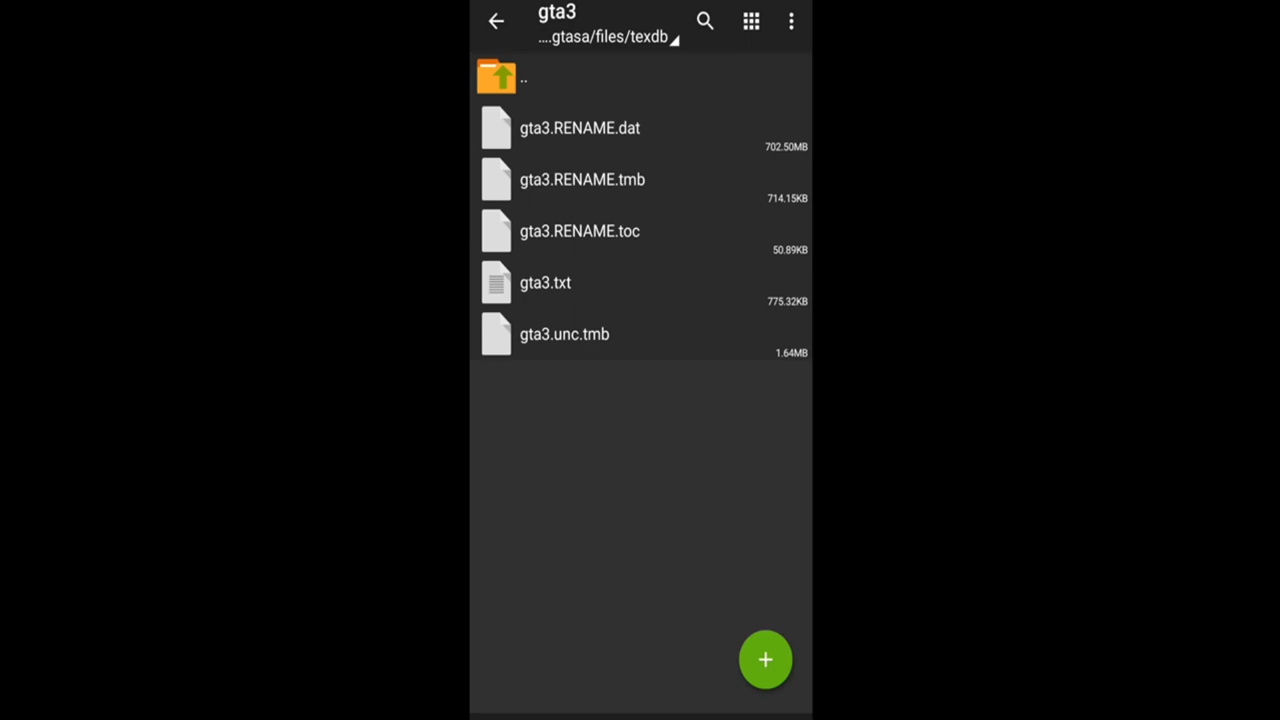 gta3
....gtasa/files/texdb
..
gta3.RENAME.dat
702.50MB
gta3.RENAME.tmb
714.15KB
gta3.RENAME.toc
50.89KB
gta3.txt
775.32KB
gta3.unc.tmb
1.64MB